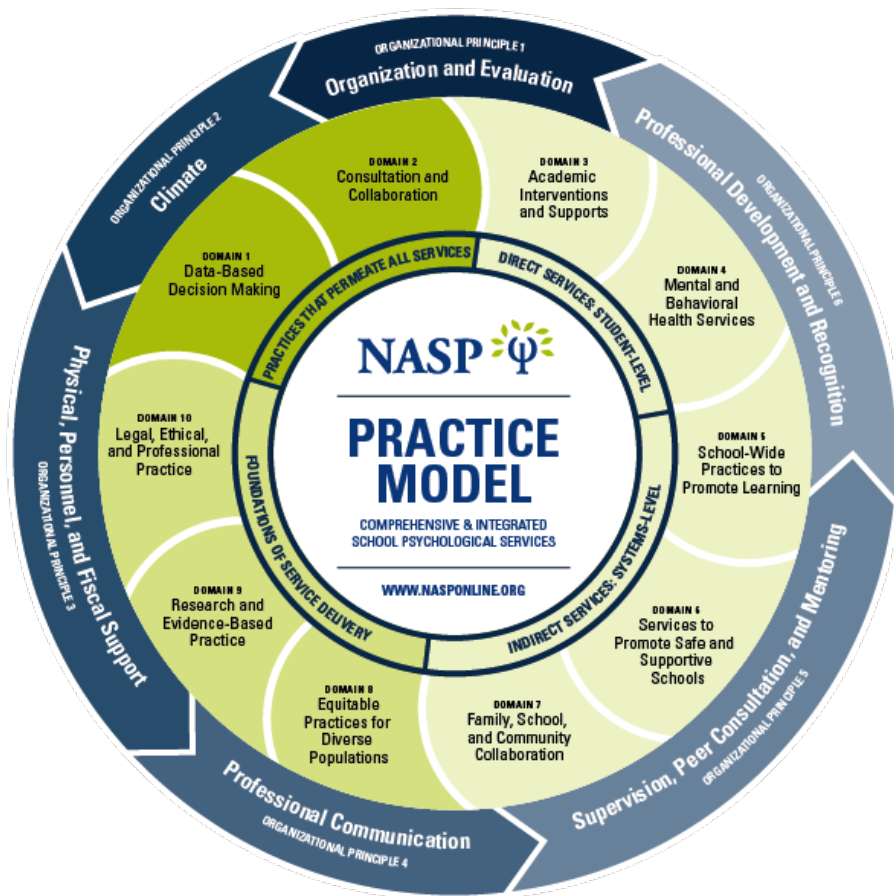 ORGANIZATIONAL PRINCIPLE 1
Organization and Evaluation
ORGANIZATIONAL PRINCIPLE 2
Climate
ORGANIZATIONAL PRINCIPLE 3
Physical, Personnel, and Fiscal Support
ORGANIZATIONAL PRINCIPLE 4
Professional Communication
ORGANIZATIONAL PRINCIPLE 5
Supervision, Peer Consultation, and Mentoring
ORGANIZATIONAL PRINCIPLE 6
Professional Development and Recognition
DOMAIN 1
Data-Based
Decision Making
DOMAIN 2
Consultation and
Collaboration
DOMAIN 3
Academic
Interventions
and Supports
DOMAIN 4
Mental and
Behavioral
Health Services
DOMAIN 5
School-Wide
Practices to
Promote Learning
DOMAIN 6
Services to
Promote Safe and
Supportive
Schools
DOMAIN 7
Family, School,
and Community
Collaboration
DOMAIN 8
Equitable
Practices for
Diverse
Populations
DOMAIN 9
Research and
Evidence-Based
Practice
DOMAIN 10
Legal, Ethical,
and Professional
Practice
PRACTICES THAT PERMEATE ALL SERVICES
DIRECT SERVICES: STUDENT-LEVEL
INDIRECT SERVICES: SYSTEMS-LEVEL
FOUNDATIONS OF SERVICE DELIVERY
NASP
PRACTICE
MODEL
COMPREHENSIVE & INTEGRATED
SCHOOL PSYCHOLOGICAL SERVICES
WWW.NASPONLINE.ORG